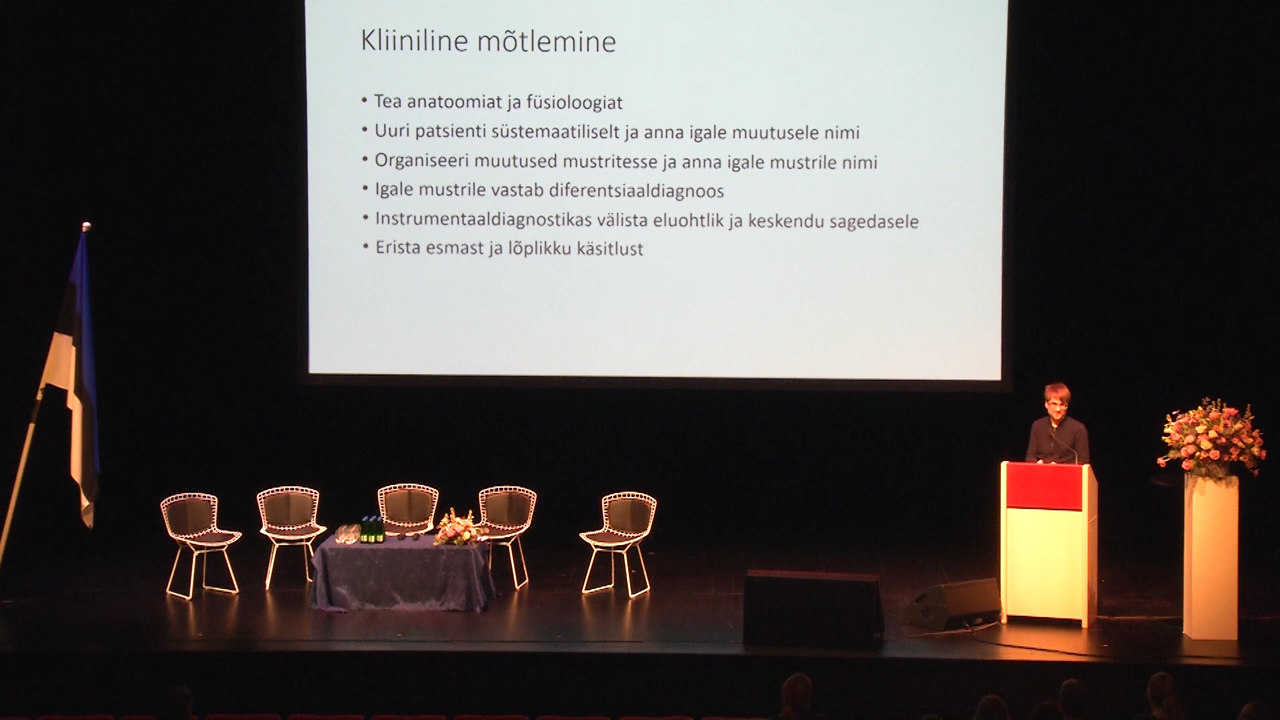 Kliiniline mõtlemine
• Tea anatoomiat ja füsioloogiat
• Uuri patsienti süstemaatiliselt ja anna igale muutusele nimi
• Organiseeri muutused mustritesse ja anna igale mustrile nimi
• Igale mustrile vastab diferentsiaaldiagnoos
• Instrumentaaldiagnostikas välista eluohtlik ja keskendu sagedasele
• Erista esmast ja lõplikku käsitlust